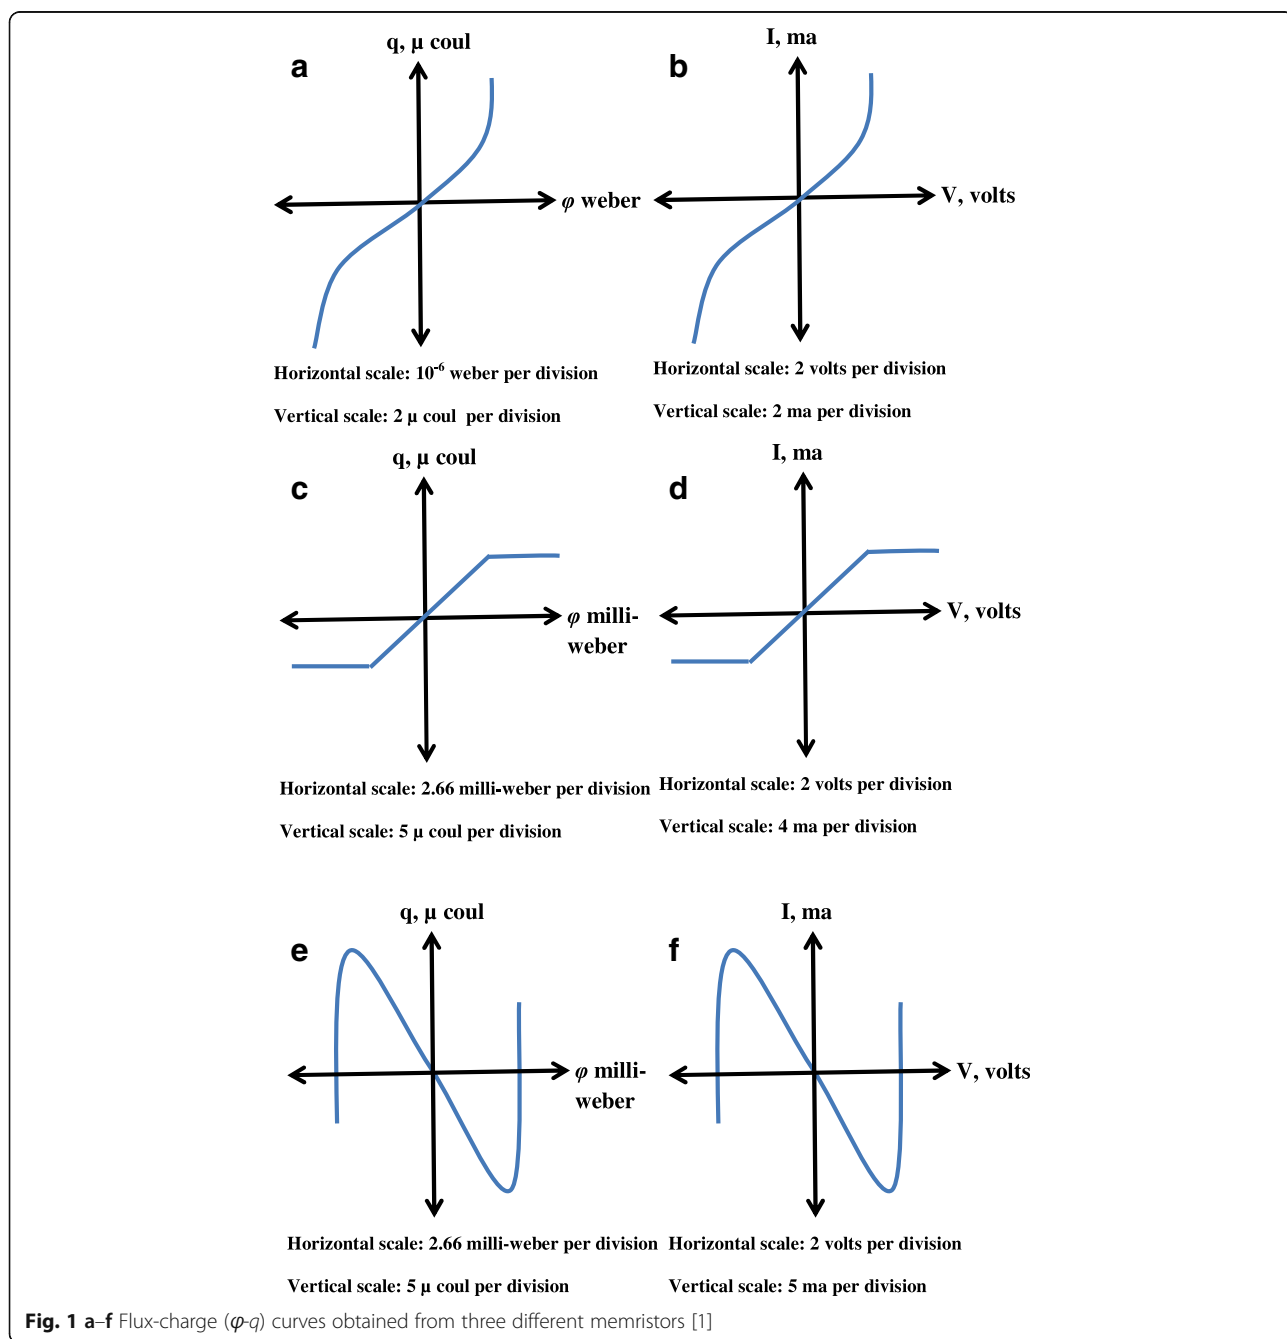 a
q, μ coul
φ weber
Horizontal scale: 10⁻⁶ weber per division
Vertical scale: 2 μ coul per division
b
I, ma
V, volts
Horizontal scale: 2 volts per division
Vertical scale: 2 ma per division
c
q, μ coul
φ milli-
weber
Horizontal scale: 2.66 milli-weber per division
Vertical scale: 5 μ coul per division
d
I, ma
V, volts
Horizontal scale: 2 volts per division
Vertical scale: 4 ma per division
e
q, μ coul
φ milli-
weber
Horizontal scale: 2.66 milli-weber per division
Vertical scale: 5 μ coul per division
f
I, ma
V, volts
Horizontal scale: 2 volts per division
Vertical scale: 5 ma per division
Fig. 1 a–f Flux-charge (φ-q) curves obtained from three different memristors [1]